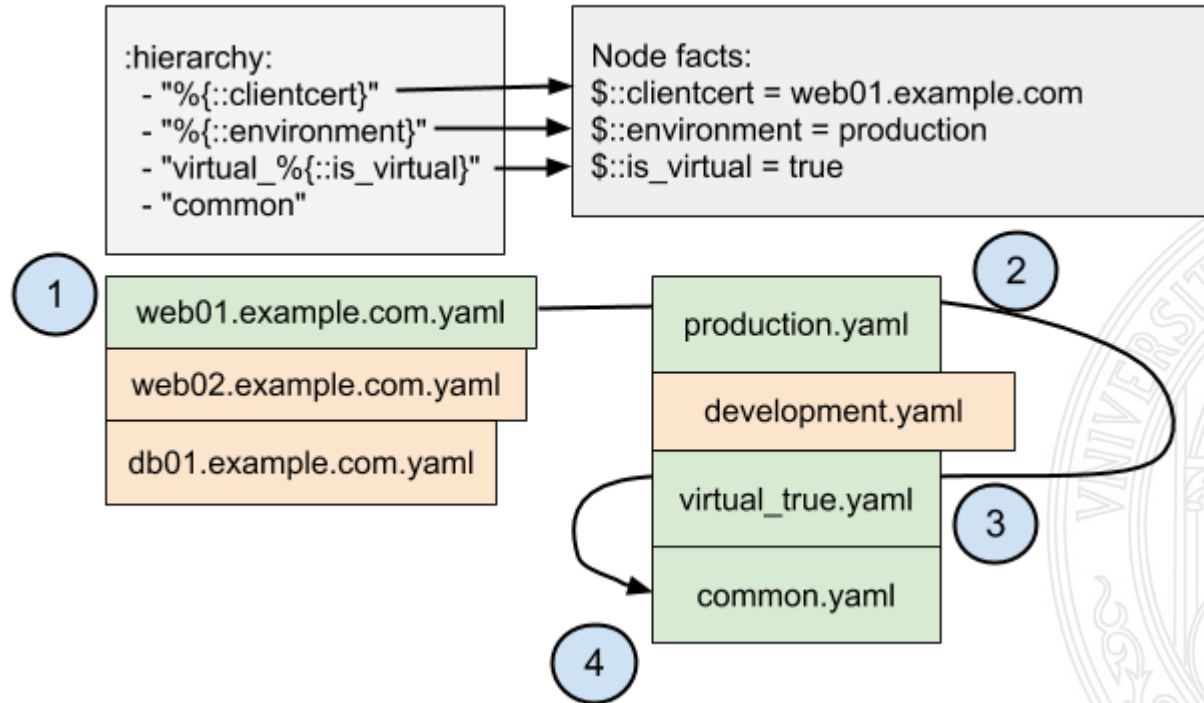 :hierarchy:
- "%{::clientcert}"
- "%{::environment}"
- "virtual_%{::is_virtual}"
- "common"
Node facts:
$::clientcert = web01.example.com
$::environment = production
$::is_virtual = true
1
web01.example.com.yaml
web02.example.com.yaml
db01.example.com.yaml
2
production.yaml
development.yaml
virtual_true.yaml
3
common.yaml
4